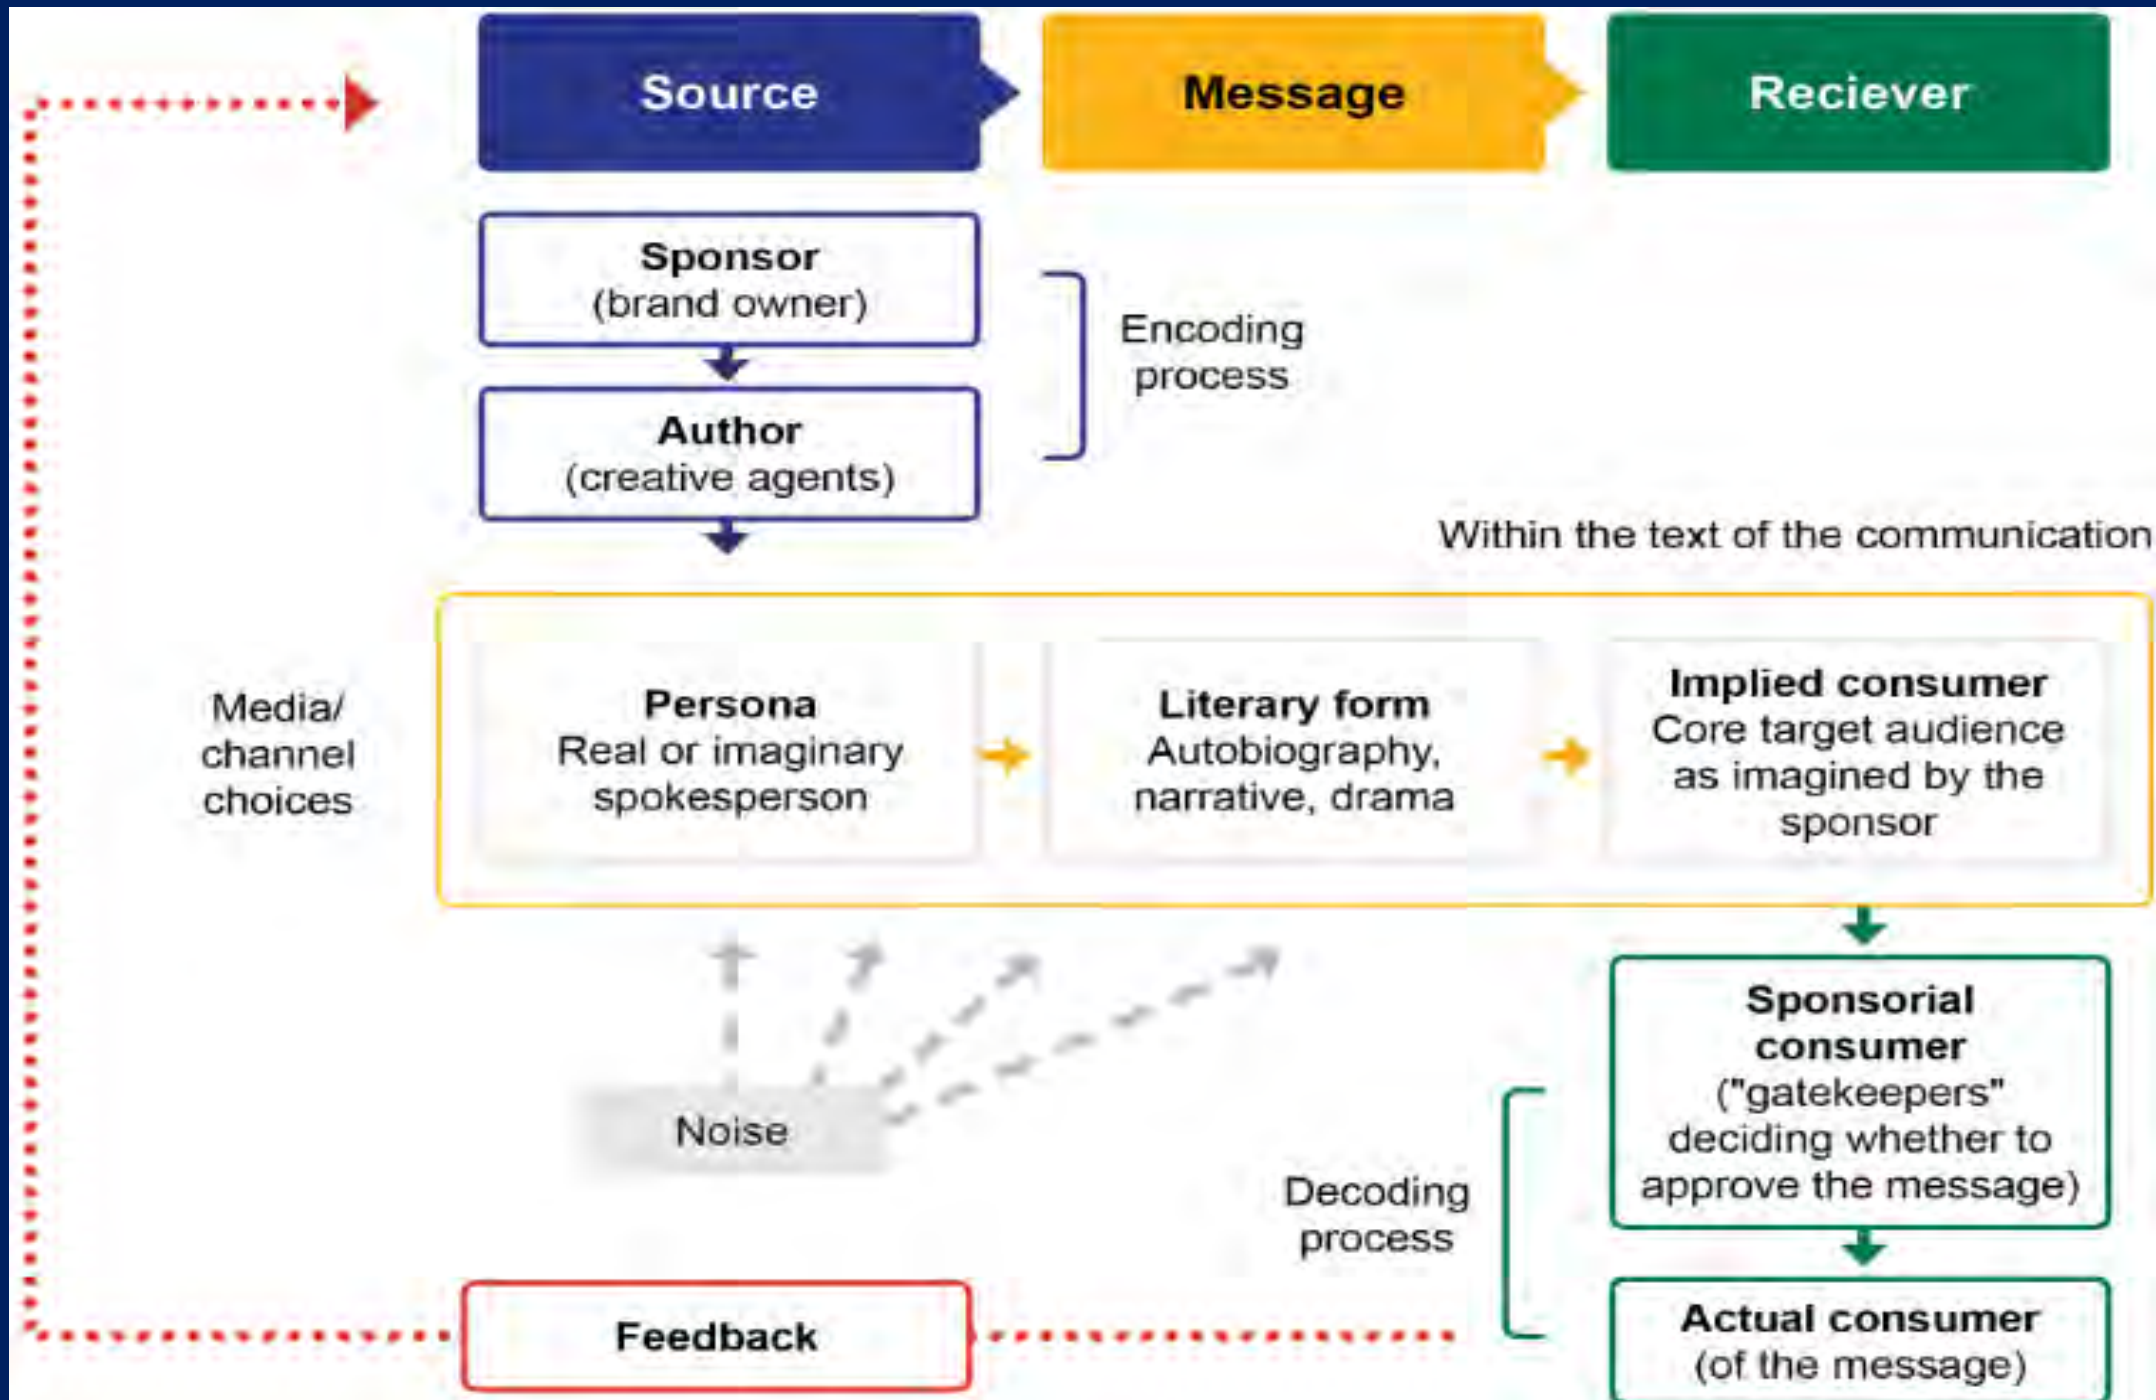 Source
Message
Reciever
Sponsor
(brand owner)
Encoding
process
Author
(creative agents)
Within the text of the communication
Media/
channel
choices
Persona
Real or imaginary
spokesperson
Literary form
Autobiography,
narrative, drama
Implied consumer
Core target audience
as imagined by the
sponsor
Noise
Sponsorial
consumer
("gatekeepers"
deciding whether to
approve the message)
Decoding
process
Feedback
Actual consumer
(of the message)